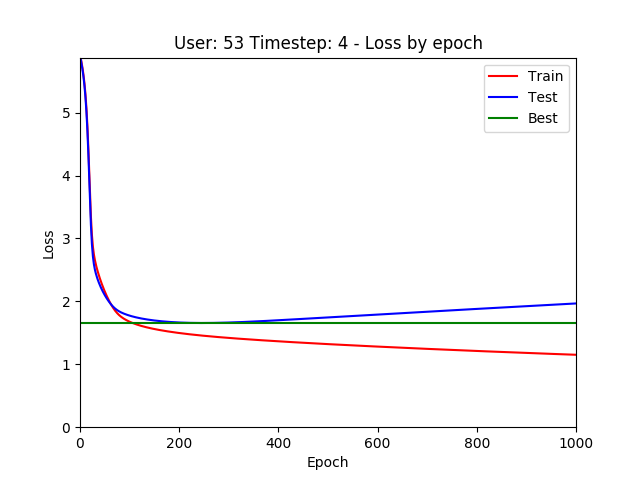 User: 53 Timestep: 4 - Loss by epoch
Train
Test
Best
Loss
5
4
3
2
1
0
0 200 400 600 800 1000
Epoch